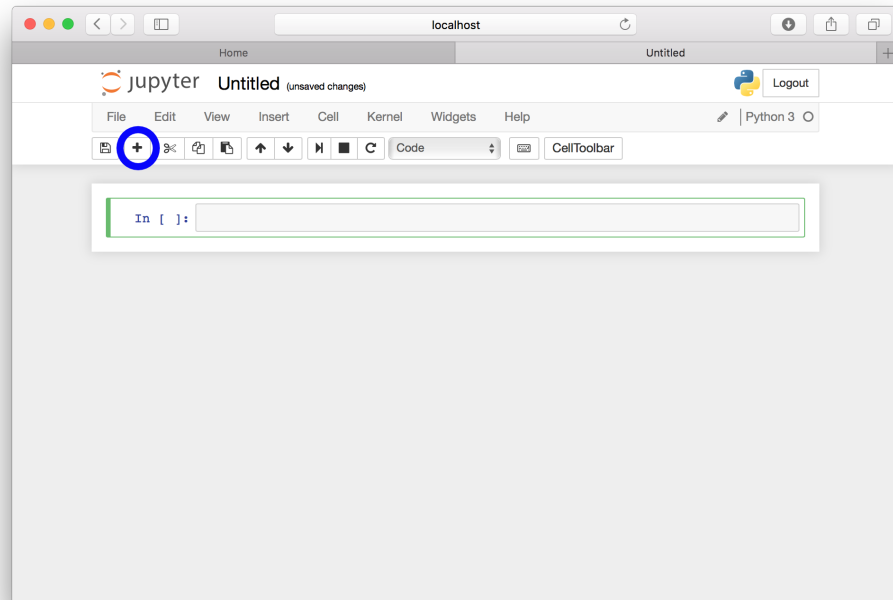 localhost
Home Untitled
jupyter Untitled (unsaved changes) Logout
File Edit View Insert Cell Kernel Widgets Help Python 3
Code CellToolbar
In [ ]: